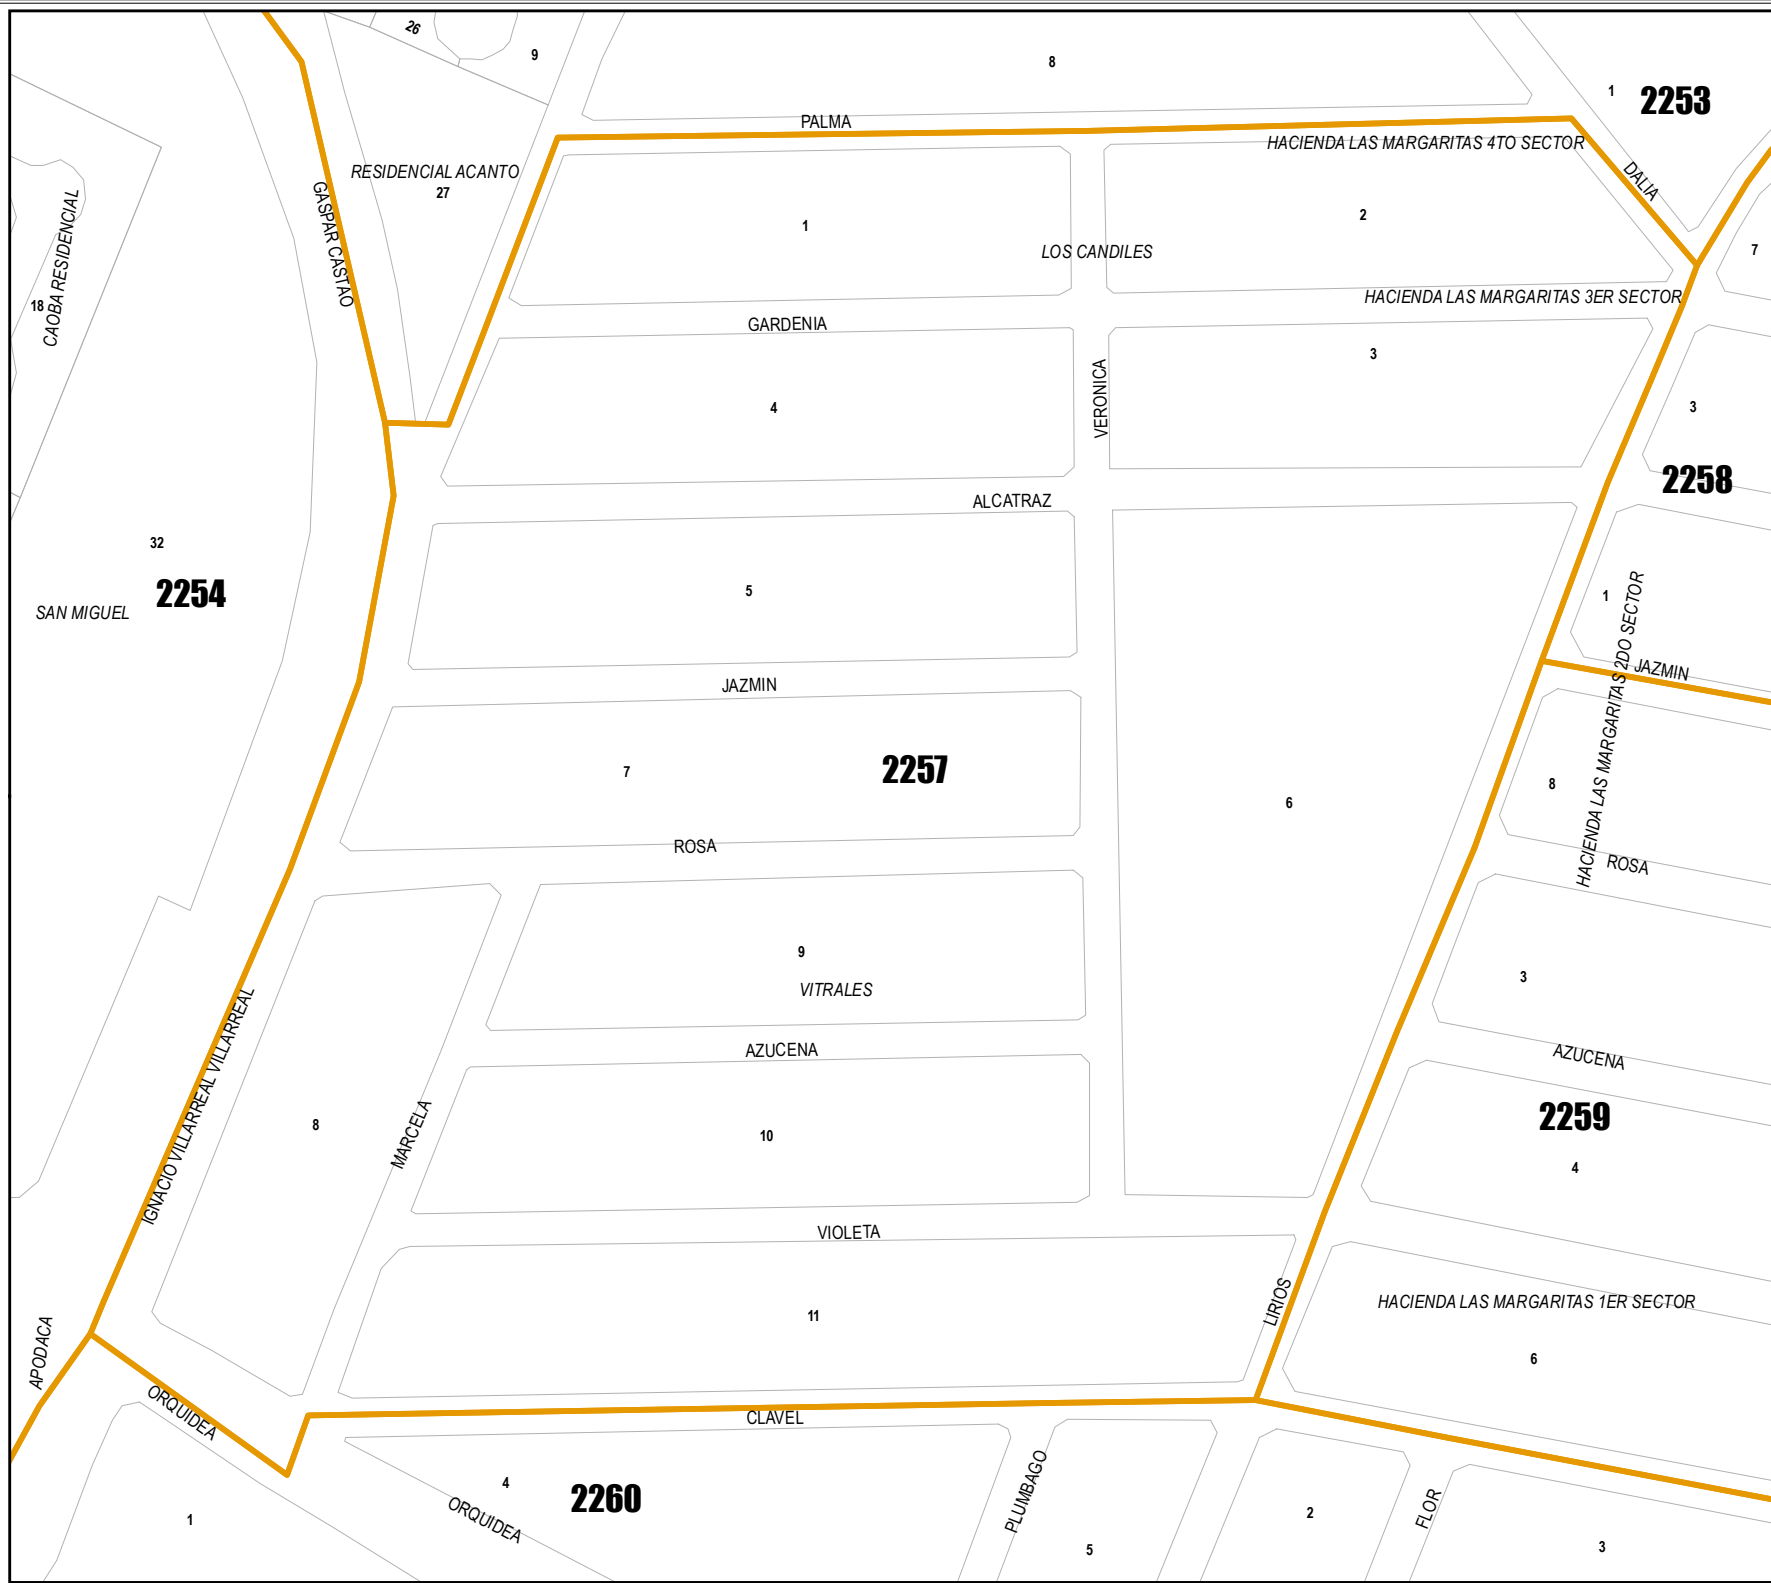 26
9
8
1
2253
PALMA
HACIENDA LAS MARGARITAS 4TO SECTOR
RESIDENCIAL ACANTO
27
DALIA
GASPAR CASTAO
CAOBA RESIDENCIAL
18
1
2
LOS CANDILES
7
HACIENDA LAS MARGARITAS 3ER SECTOR
GARDENIA
3
VERONICA
4
3
2258
ALCATRAZ
32
2254
SAN MIGUEL
5
1
HACIENDA LAS MARGARITAS 2DO SECTOR
JAZMIN
JAZMIN
7
2257
6
8
ROSA
ROSA
9
VITRALES
3
IGNACIO VILLARREAL VILLARREAL
AZUCENA
AZUCENA
8
MARCELA
10
2259
4
VIOLETA
LIRIOS
HACIENDA LAS MARGARITAS 1ER SECTOR
11
6
APODACA
ORQUIDEA
CLAVEL
4
2260
ORQUIDEA
PLUMBAGO
1
5
2
FLOR
3